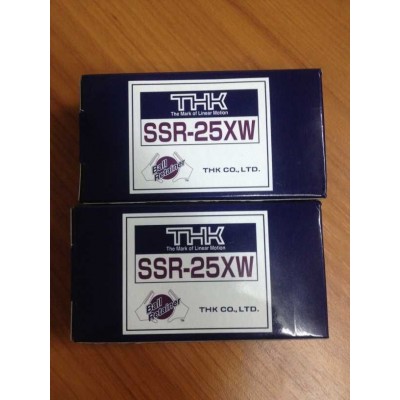 THK
The Mark of Linear Motion
SSR-25XW
Ball Retainer
THK CO., LTD.
THK
The Mark of Linear Motion
SSR-25XW
Ball Retainer
THK CO., LTD.